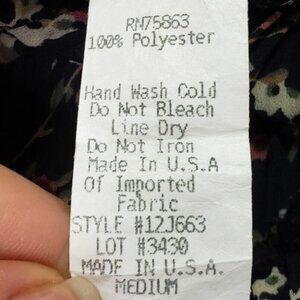 RN75863
100% Polyester
Hand Wash Cold
Do Not Bleach
Line Dry
Do Not Iron
Made In U.S.A
Of Imported
Fabric
STYLE #12J663
LOT #3430
MADE IN U.S.A.
MEDIUM